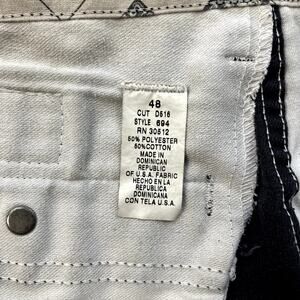 48
CUT D516
STYLE 694
RN 30512
50% POLYESTER
50%COTTON
MADE IN
DOMINICAN
REPUBLIC
OF U.S.A. FABRIC
HECHO EN LA
REPUBLICA
DOMINICANA
CON TELA U.S.A.